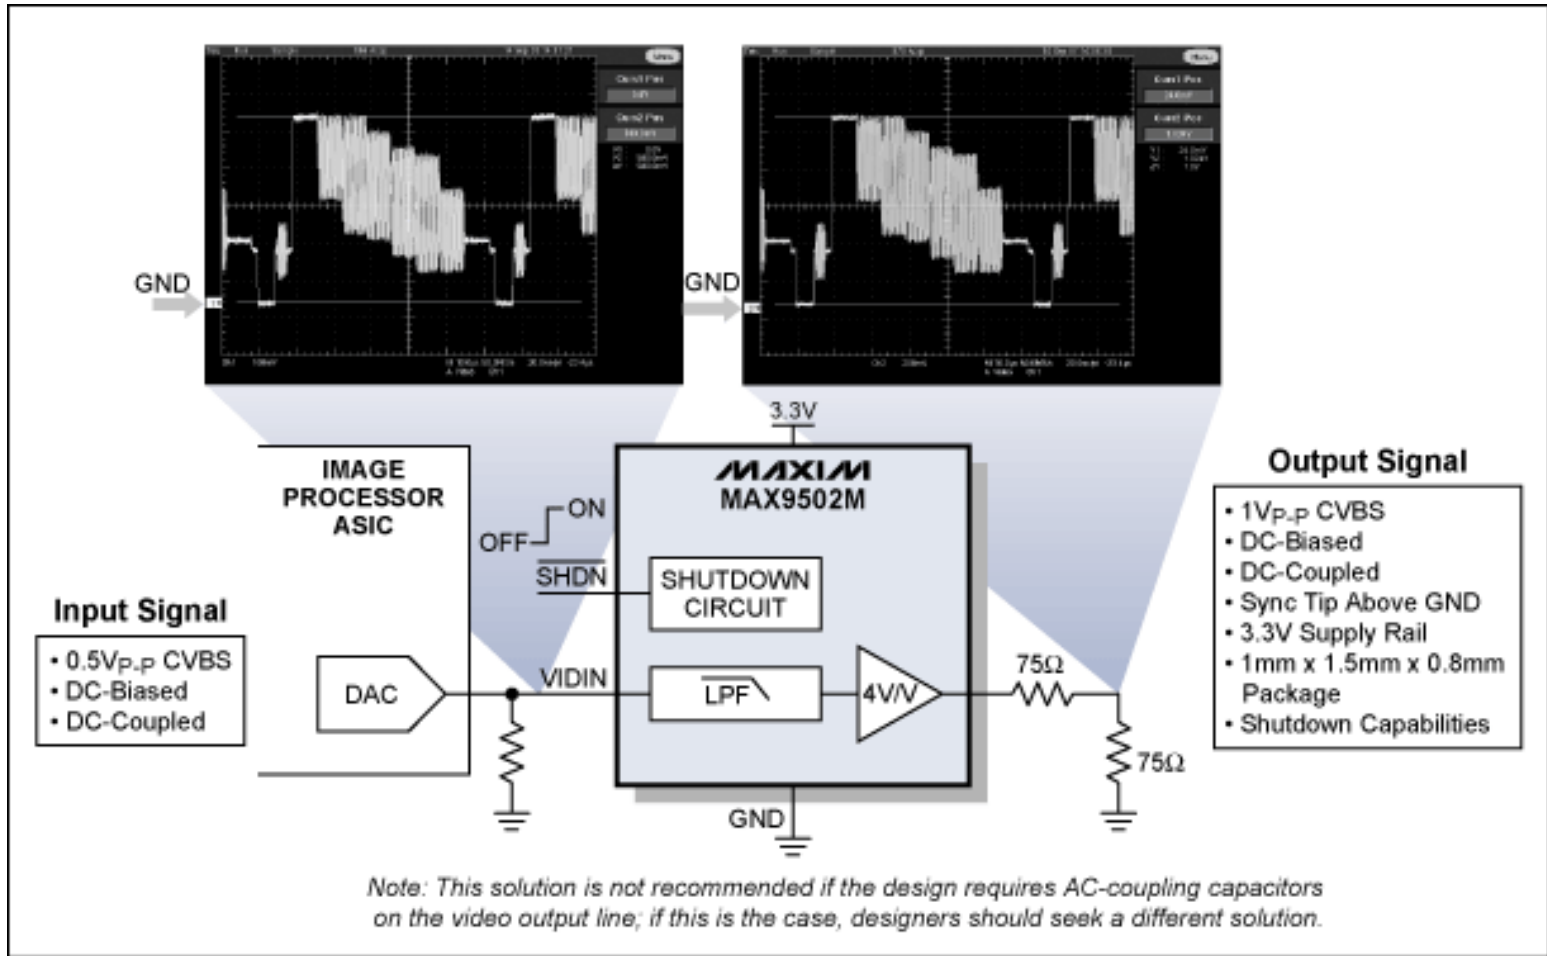 GND
GND
3.3V
IMAGE
PROCESSOR
ASIC
MAXIM
MAX9502M
ON
OFF
SHDN
SHUTDOWN
CIRCUIT
Input Signal
• 0.5VP-P CVBS
• DC-Biased
• DC-Coupled
DAC
VIDIN
LPF
4V/V
75Ω
75Ω
GND
Output Signal
• 1VP-P CVBS
• DC-Biased
• DC-Coupled
• Sync Tip Above GND
• 3.3V Supply Rail
• 1mm x 1.5mm x 0.8mm
Package
• Shutdown Capabilities
Note: This solution is not recommended if the design requires AC-coupling capacitors
on the video output line; if this is the case, designers should seek a different solution.